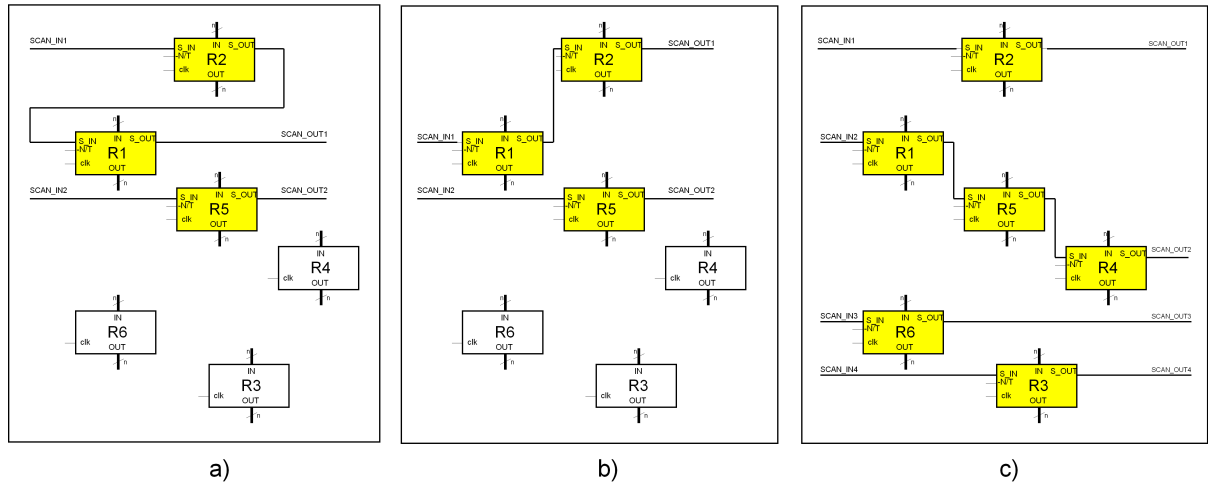 n
SCAN_IN1
S_IN IN S_OUT
N/T R2
clk
OUT
n
n
S_IN IN S_OUT SCAN_OUT1
N/T R1
clk
OUT
n
SCAN_IN2 SCAN_OUT2
S_IN IN S_OUT
N/T R5
clk
OUT
n
n
IN
R4
clk
OUT
n
n
IN
R6
clk
OUT
n
n
IN
R3
clk
OUT
n
a)
n
SCAN_OUT1
S_IN IN S_OUT
N/T R2
clk
OUT
n
n
SCAN_IN1
S_IN IN S_OUT
N/T R1
clk
OUT
n
SCAN_IN2 SCAN_OUT2
S_IN IN S_OUT
N/T R5
clk
OUT
n
n
IN
R4
clk
OUT
n
n
IN
R6
clk
OUT
n
n
IN
R3
clk
OUT
n
b)
n
SCAN_IN1 SCAN_OUT1
S_IN IN S_OUT
N/T R2
clk
OUT
n
n
SCAN_IN2
S_IN IN S_OUT
N/T R1
clk
OUT
n
n
S_IN IN S_OUT
N/T R5
clk
OUT
n
n
SCAN_OUT2
S_IN IN S_OUT
N/T R4
clk
OUT
n
n
SCAN_IN3 SCAN_OUT3
S_IN IN S_OUT
N/T R6
clk
OUT
n
n
SCAN_IN4 SCAN_OUT4
S_IN IN S_OUT
N/T R3
clk
OUT
n
c)